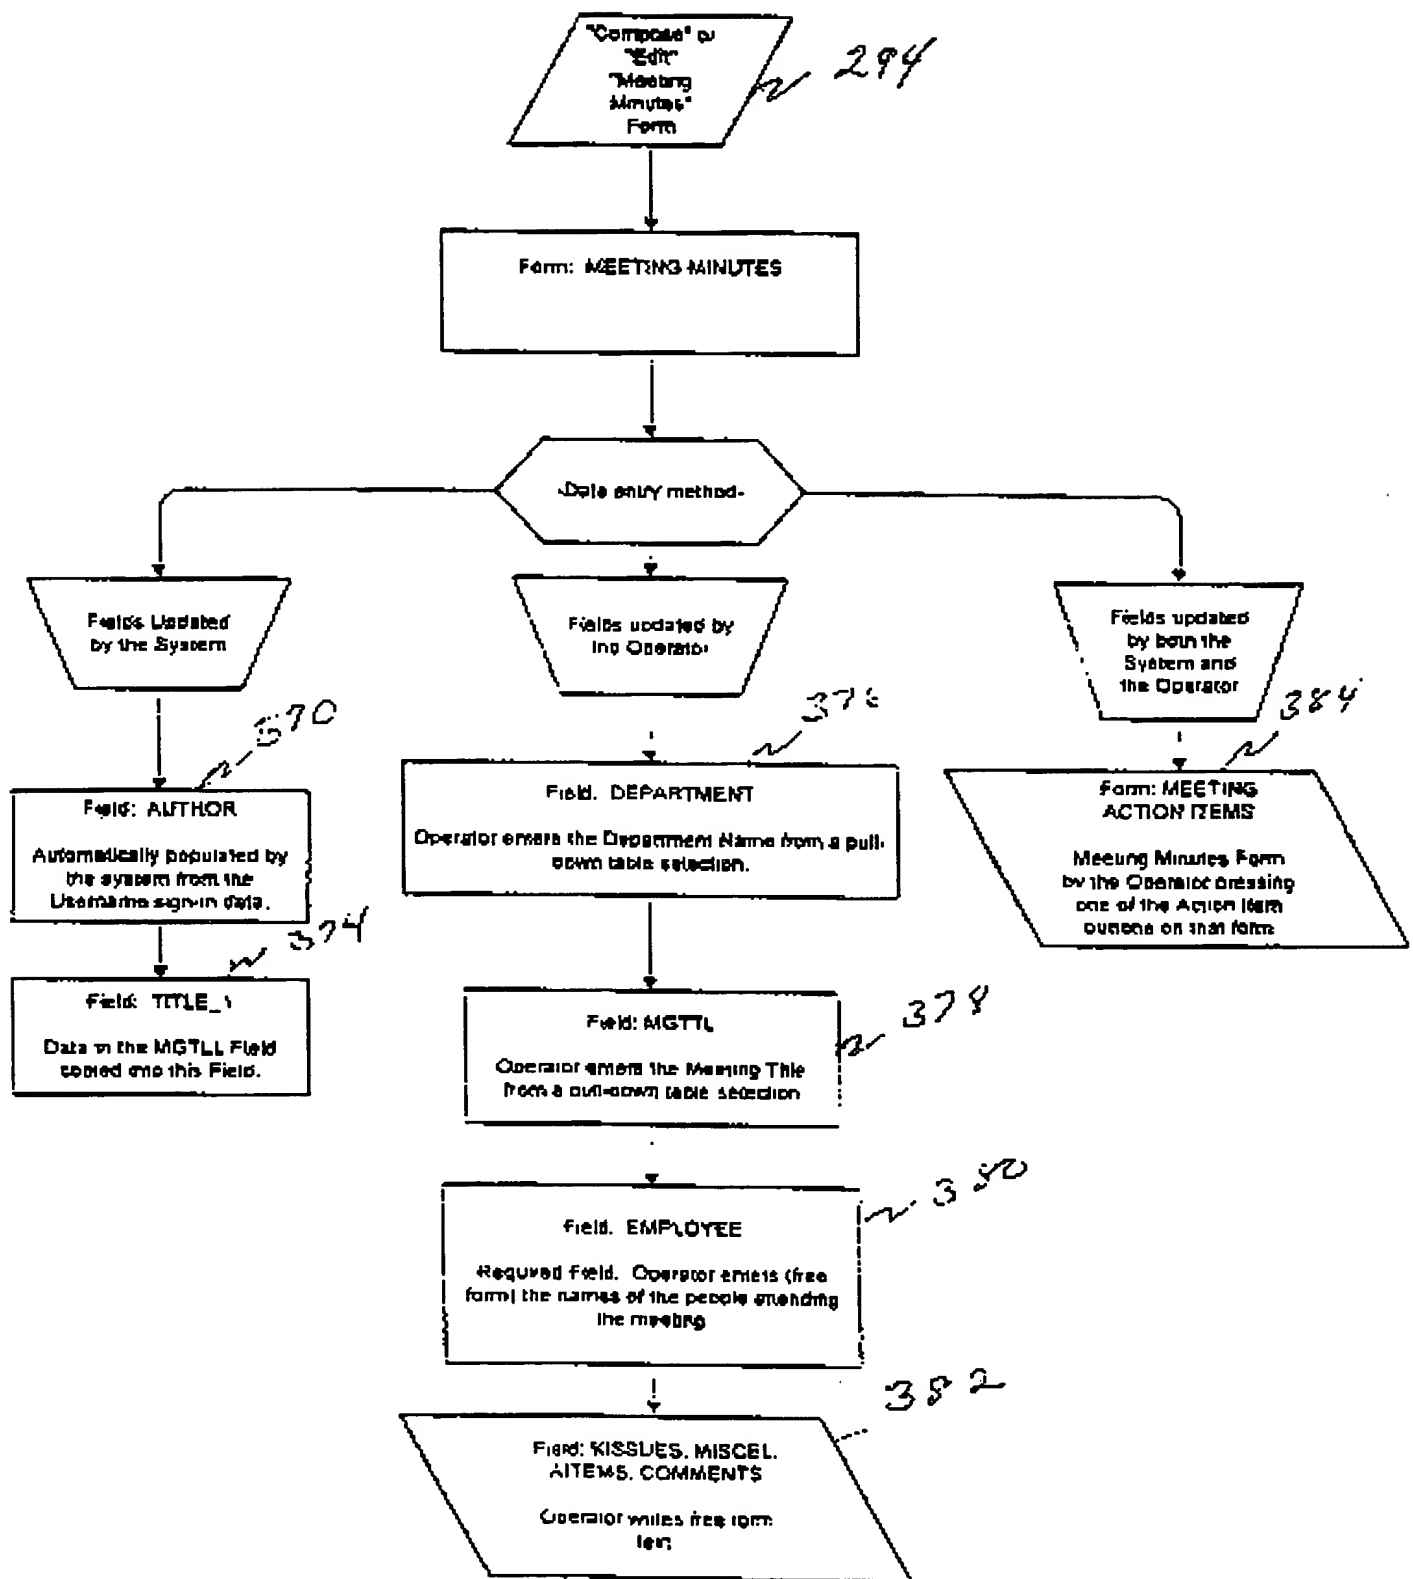 "Compose" or
"Edit"
"Meeting
Minutes"
Form
294
Form: MEETING MINUTES
Data entry method
Fields Updated
by the System
Fields updated by
the Operator
Fields updated
by both the
System and
the Operator
370
376
384
Field: AUTHOR
Automatically populated by
the system from the
Username sign-in data.
Field. DEPARTMENT
Operator enters the Department Name from a pull-
down table selection.
Form: MEETING
ACTION ITEMS
Meeting Minutes Form
by the Operator pressing
one of the Action Item
buttons on that form
374
Field: TITLE_1
Data in the MGTLL Field
copied into this Field.
378
Field: MGTTL
Operator enters the Meeting Title
from a pull-down table selection
380
Field. EMPLOYEE
Required Field. Operator enters (free
form) the names of the people attending
the meeting
382
Field: KISSUES, MISCEL,
AITEMS, COMMENTS
Operator writes free form
text